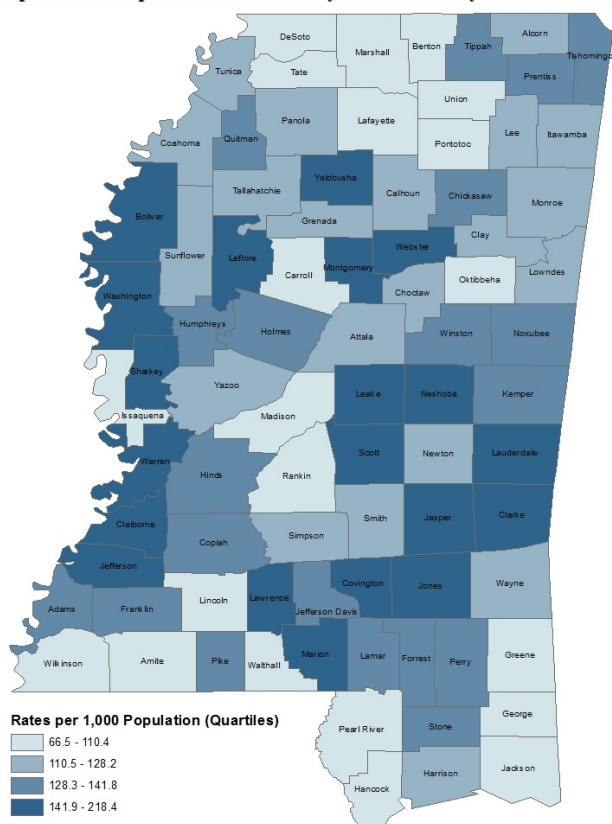 DeSoto
Marshall
Benton
Tippah
Alcorn
Tishomingo
Tunica
Tate
Prentiss
Union
Panola
Lafayette
Quitman
Coahoma
Lee
Itawamba
Pontotoc
Yalobusha
Tallahatchie
Calhoun
Chickasaw
Monroe
Bolivar
Grenada
Clay
Sunflower
Leflore
Webster
Carroll
Montgomery
Oktibbeha
Lowndes
Washington
Choctaw
Humphreys
Holmes
Attala
Winston
Noxubee
Sharkey
Yazoo
Leake
Neshoba
Kemper
Issaquena
Madison
Scott
Newton
Lauderdale
Warren
Hinds
Rankin
Claiborne
Smith
Jasper
Clarke
Copiah
Simpson
Jefferson
Covington
Jones
Wayne
Lawrence
Adams
Franklin
Lincoln
Jefferson Davis
Wilkinson
Amite
Pike
Walthall
Marion
Lamar
Forrest
Perry
Greene
George
Pearl River
Stone
Jackson
Harrison
Hancock
Rates per 1,000 Population (Quartiles)
66.5 - 110.4
110.5 - 128.2
128.3 - 141.8
141.9 - 218.4